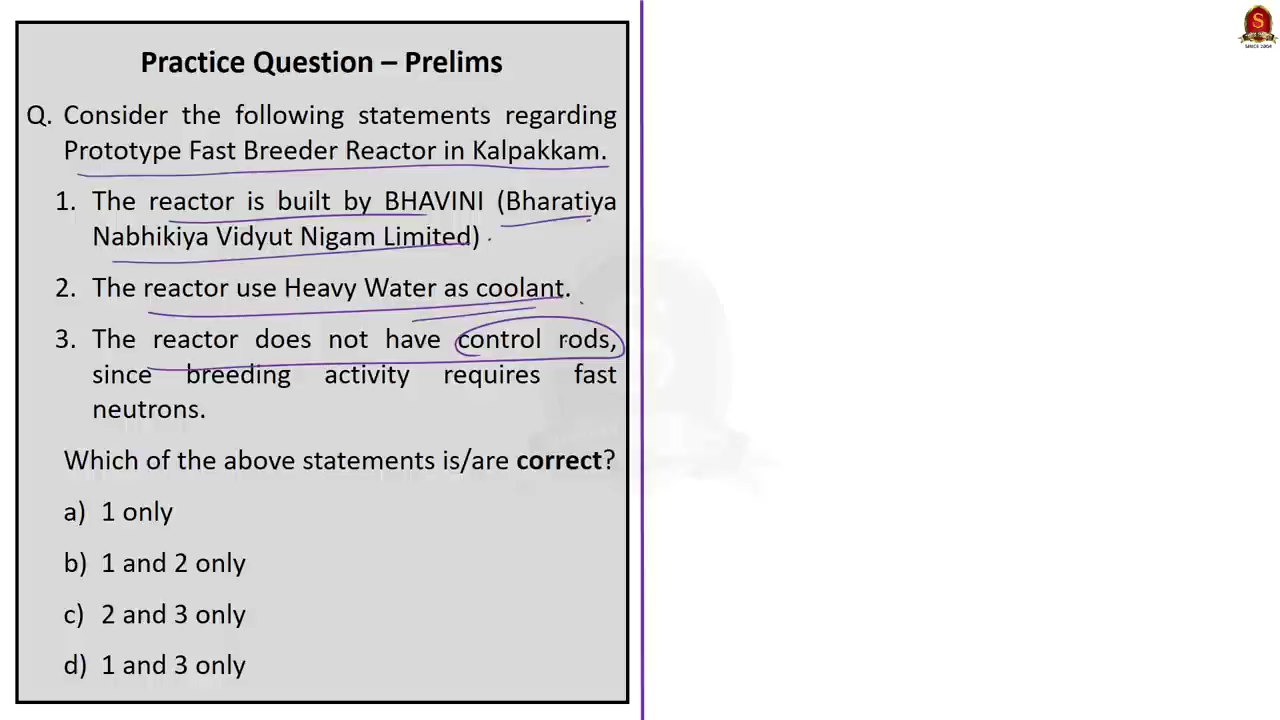 Practice Question – Prelims
Q. Consider the following statements regarding
Prototype Fast Breeder Reactor in Kalpakkam.
1. The reactor is built by BHAVINI (Bharatiya
Nabhikiya Vidyut Nigam Limited)
2. The reactor use Heavy Water as coolant.
3. The reactor does not have control rods,
since breeding activity requires fast
neutrons.
Which of the above statements is/are correct?
a) 1 only
b) 1 and 2 only
c) 2 and 3 only
d) 1 and 3 only
S
SINCE 2004